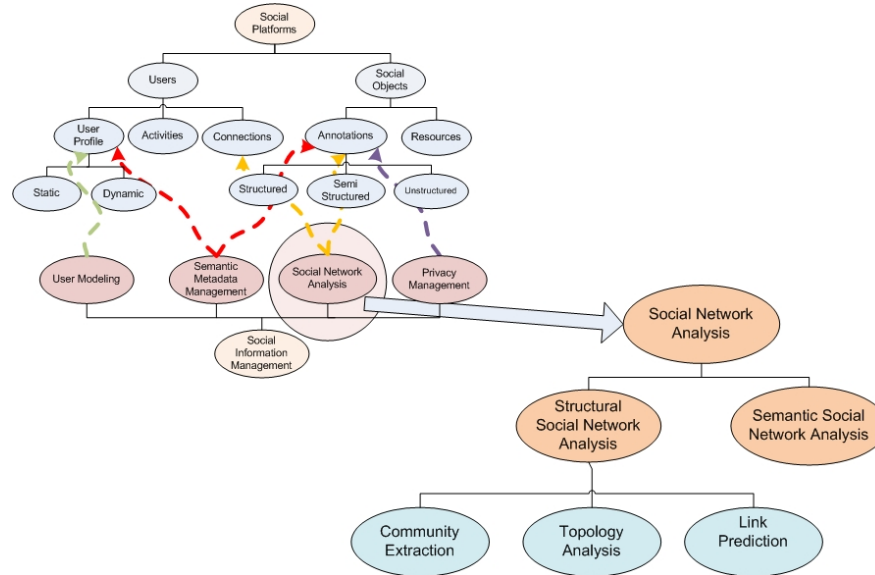 Social
Platforms
Users
Social
Objects
User
Profile
Activities
Connections
Annotations
Resources
Static
Dynamic
Structured
Semi
Structured
Unstructured
User Modeling
Semantic
Metadata
Management
Social Network
Analysis
Privacy
Management
Social
Information
Management
Social Network
Analysis
Structural
Social Network
Analysis
Semantic Social
Network Analysis
Community
Extraction
Topology
Analysis
Link
Prediction